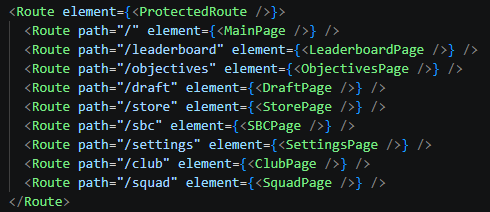 <Route element={<ProtectedRoute />}>
<Route path="/" element={<MainPage />} />
<Route path="/leaderboard" element={<LeaderboardPage />} />
<Route path="/objectives" element={<ObjectivesPage />} />
<Route path="/draft" element={<DraftPage />} />
<Route path="/store" element={<StorePage />} />
<Route path="/sbc" element={<SBCPage />} />
<Route path="/settings" element={<SettingsPage />} />
<Route path="/club" element={<ClubPage />} />
<Route path="/squad" element={<SquadPage />} />
</Route>